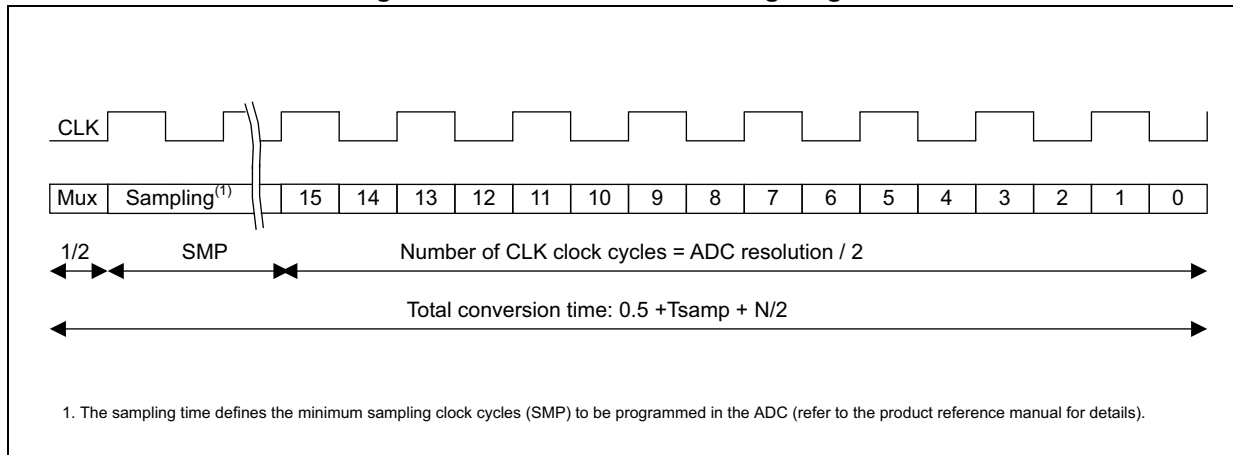 CLK
Mux Sampling(1) 15 14 13 12 11 10 9 8 7 6 5 4 3 2 1 0
1/2 SMP Number of CLK clock cycles = ADC resolution / 2
Total conversion time: 0.5 +Tsamp + N/2
1. The sampling time defines the minimum sampling clock cycles (SMP) to be programmed in the ADC (refer to the product reference manual for details).